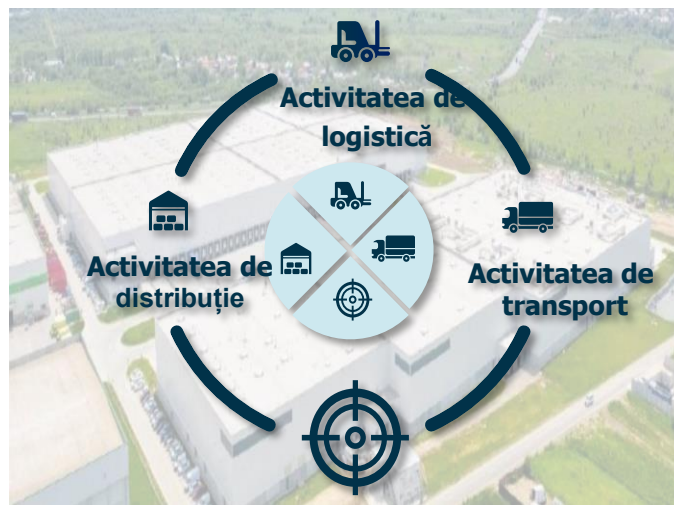 Activitatea de
logistică
Activitatea de
distribuție
Activitatea de
transport